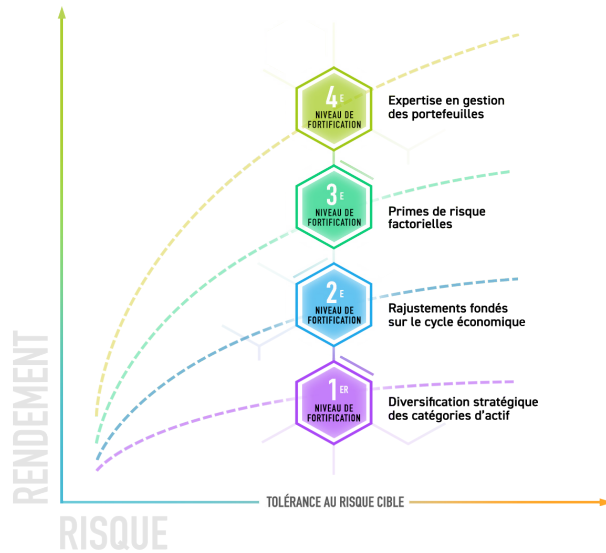 4E
NIVEAU DE
FORTIFICATION
Expertise en gestion
des portefeuilles
3E
NIVEAU DE
FORTIFICATION
Primes de risque
factorielles
2E
NIVEAU DE
FORTIFICATION
Rajustements fondés
sur le cycle économique
1ER
NIVEAU DE
FORTIFICATION
Diversification stratégique
des catégories d'actif
RENDEMENT
TOLÉRANCE AU RISQUE CIBLE
RISQUE